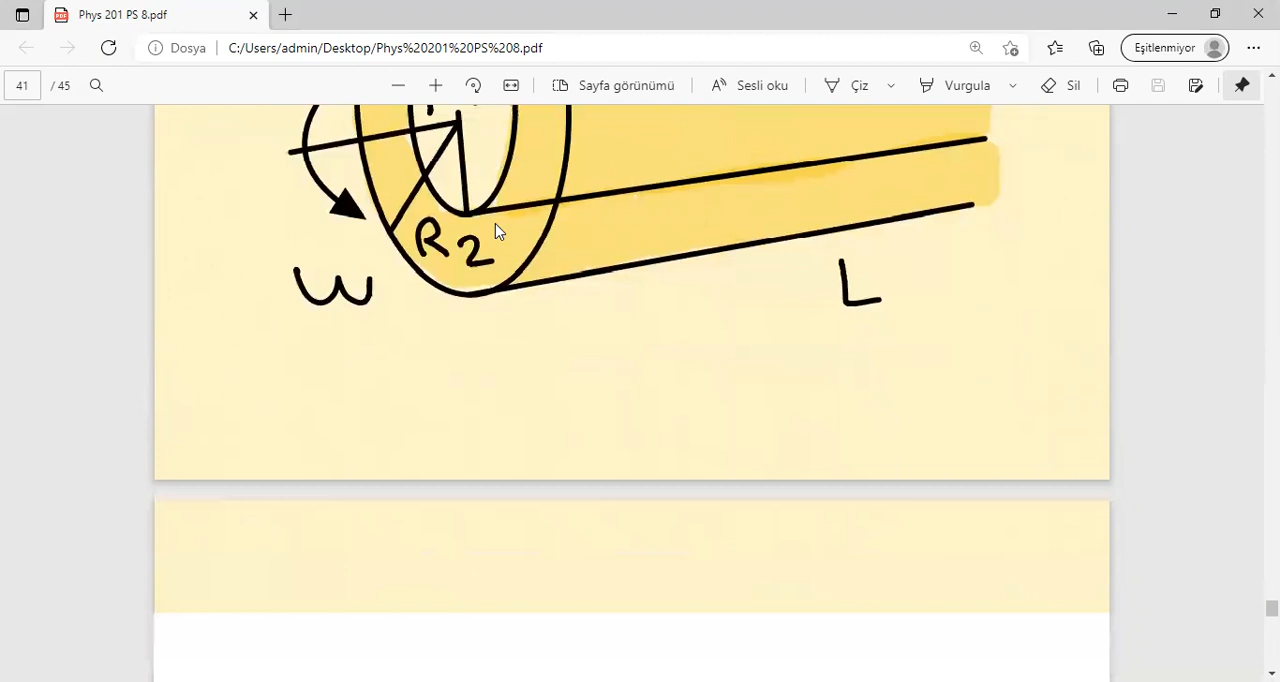 Phys 201 PS 8.pdf
Dosya
C:/Users/admin/Desktop/Phys%20201%20PS%208.pdf
Eşitlenmiyor
41 / 45
Sayfa görünümü
Sesli oku
Çiz
Vurgula
Sil
R2
W
L